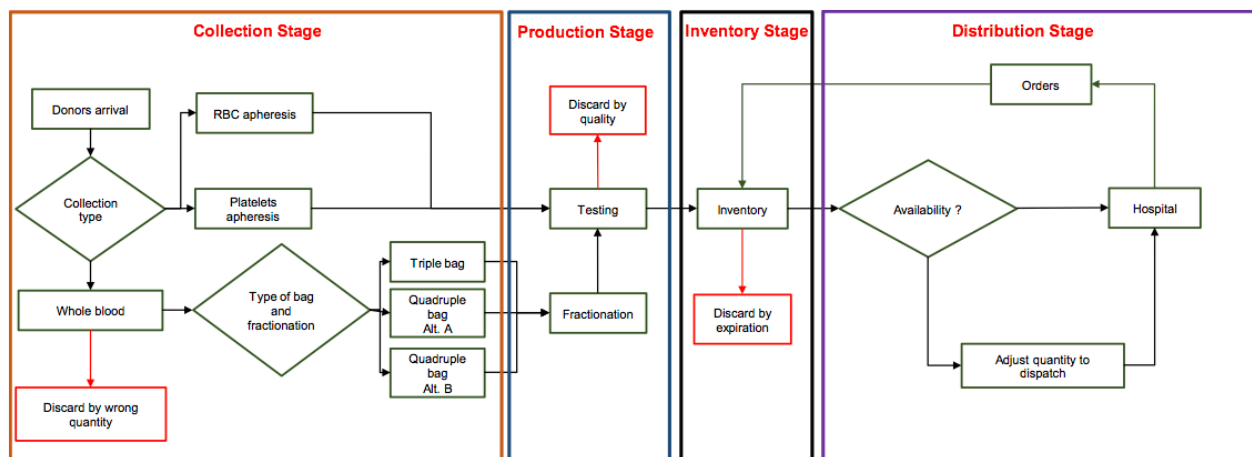 Collection Stage
Production Stage
Inventory Stage
Distribution Stage
Donors arrival
RBC apheresis
Discard by
quality
Orders
Collection
type
Platelets
apheresis
Testing
Inventory
Availability ?
Hospital
Whole blood
Type of bag
and
fractionation
Triple bag
Quadruple
bag
Alt. A
Quadruple
bag
Alt. B
Fractionation
Discard by
expiration
Adjust quantity to
dispatch
Discard by wrong
quantity